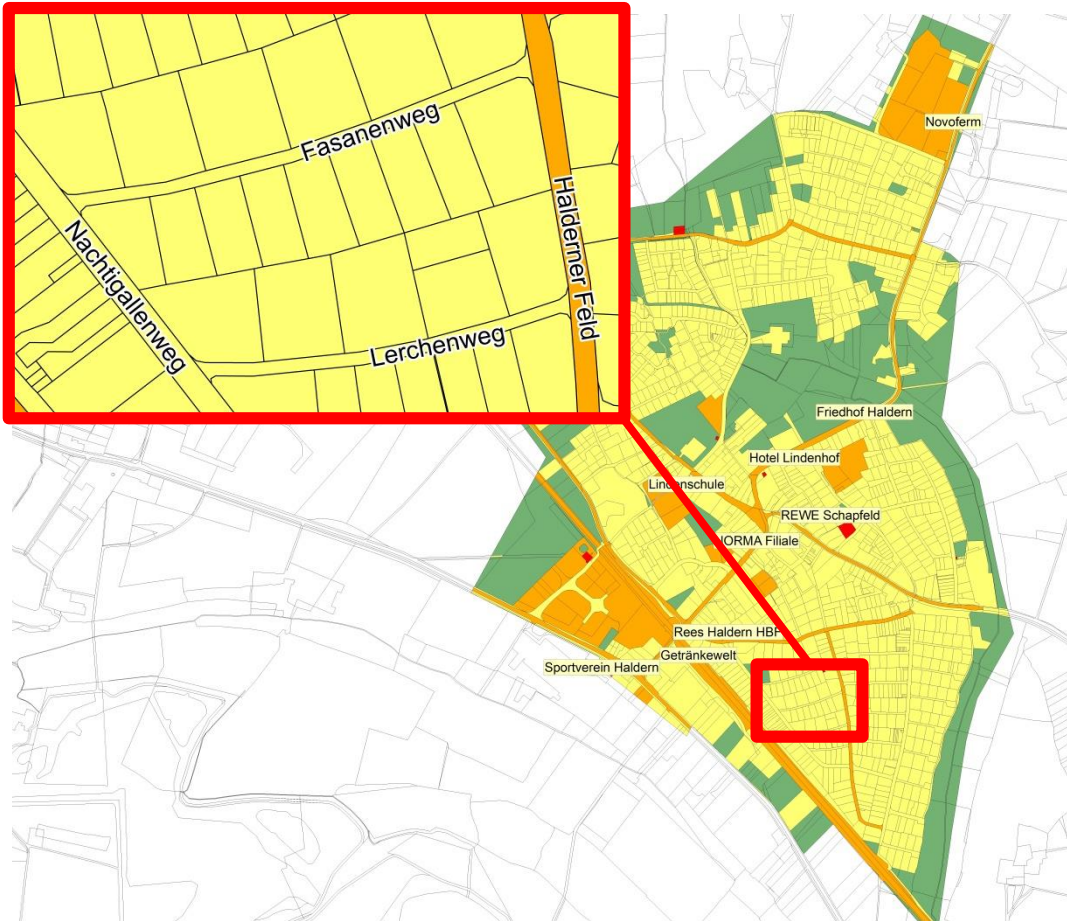 Fasanenweg
Nachtigallenweg
Halderner Feld
Lerchenweg
Novoferm
Friedhof Haldern
Hotel Lindenhof
Lindenschule
REWE Schapfeld
ORMA Filiale
Rees Haldern HBF
Getränkewelt
Sportverein Haldern